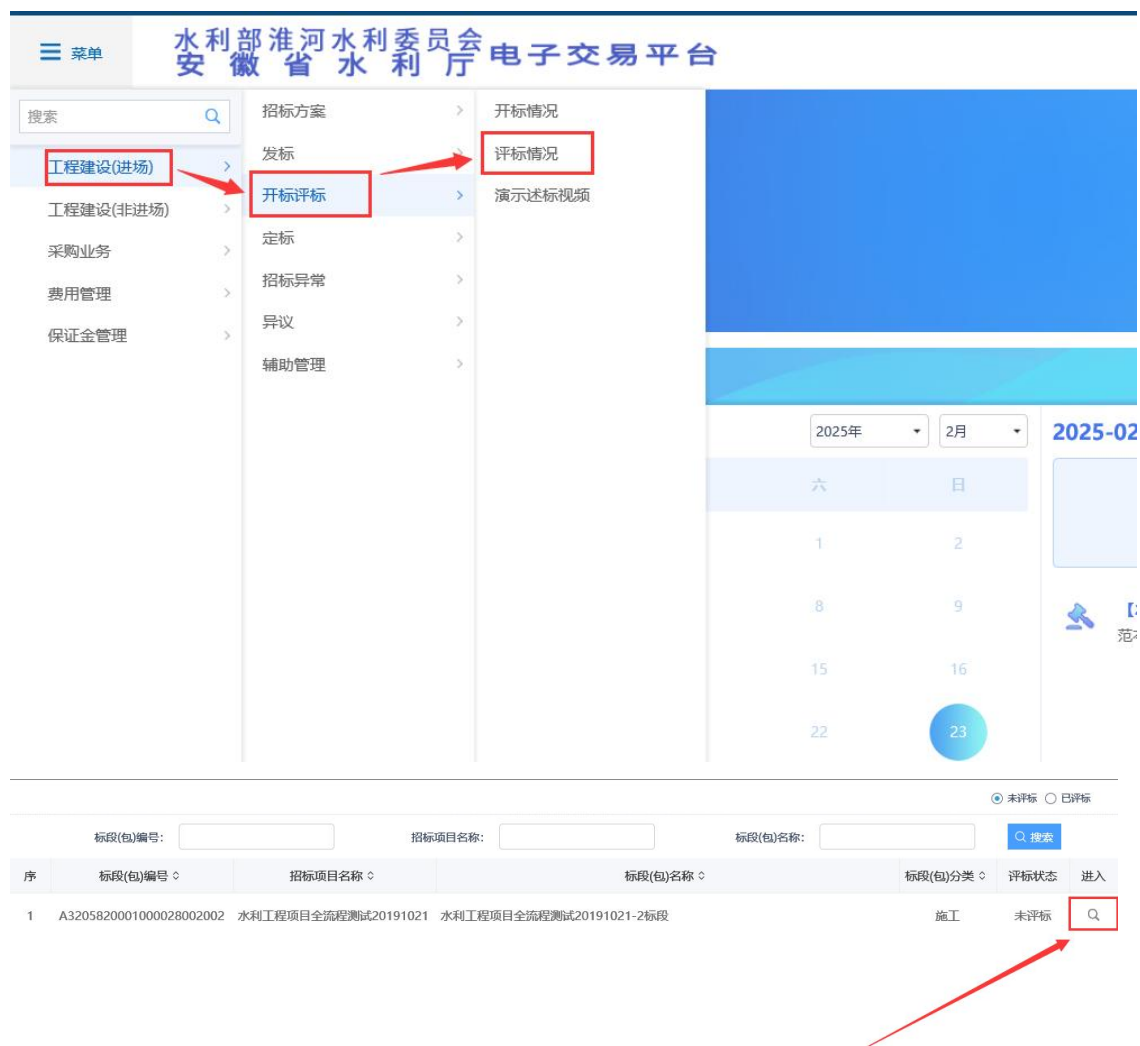 菜单
水利部淮河水利委员会
安徽省水利厅
电子交易平台
搜索
工程建设(进场)
工程建设(非进场)
采购业务
费用管理
保证金管理
招标方案
发标
开标评标
定标
招标异常
异议
辅助管理
开标情况
评标情况
演示述标视频
2025年 2月
2025-02
六 日
1 2
8 9
15 16
22 23
未评标 已评标
标段(包)编号: 招标项目名称: 标段(包)名称: 搜索
序 标段(包)编号 招标项目名称 标段(包)名称 标段(包)分类 评标状态 进入
1 A3205820001000028002002 水利工程项目全流程测试20191021 水利工程项目全流程测试20191021-2标段 施工 未评标